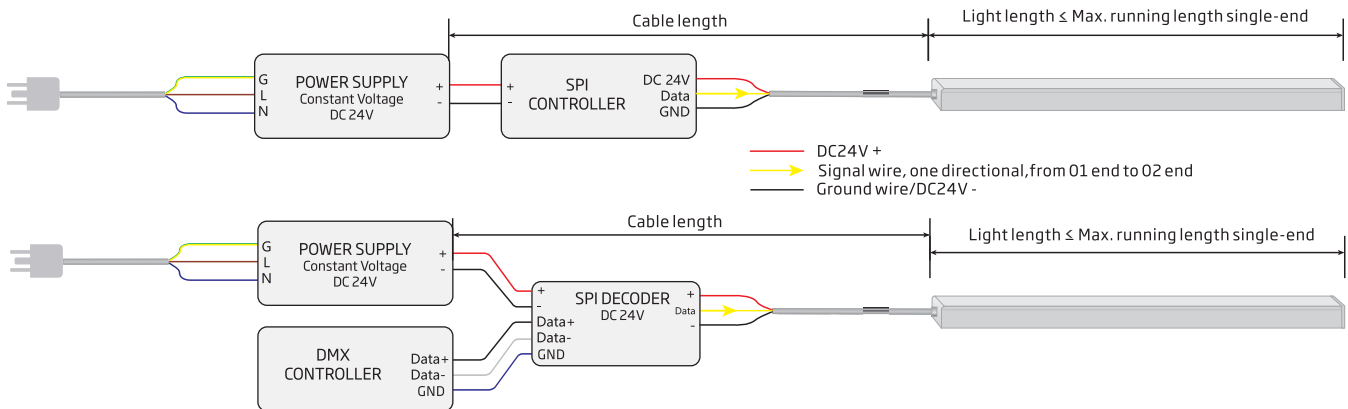 Cable length
Light length ≤ Max. running length single-end
G
L
N
POWER SUPPLY
Constant Voltage
DC 24V
+
-
+
-
SPI
CONTROLLER
DC 24V
Data
GND
DC24V +
Signal wire, one directional,from 01 end to 02 end
Ground wire/DC24V -
Cable length
Light length ≤ Max. running length single-end
G
L
N
POWER SUPPLY
Constant Voltage
DC 24V
+
-
+
-
Data+
Data-
GND
SPI DECODER
DC 24V
+
Data
-
DMX
CONTROLLER
Data+
Data-
GND